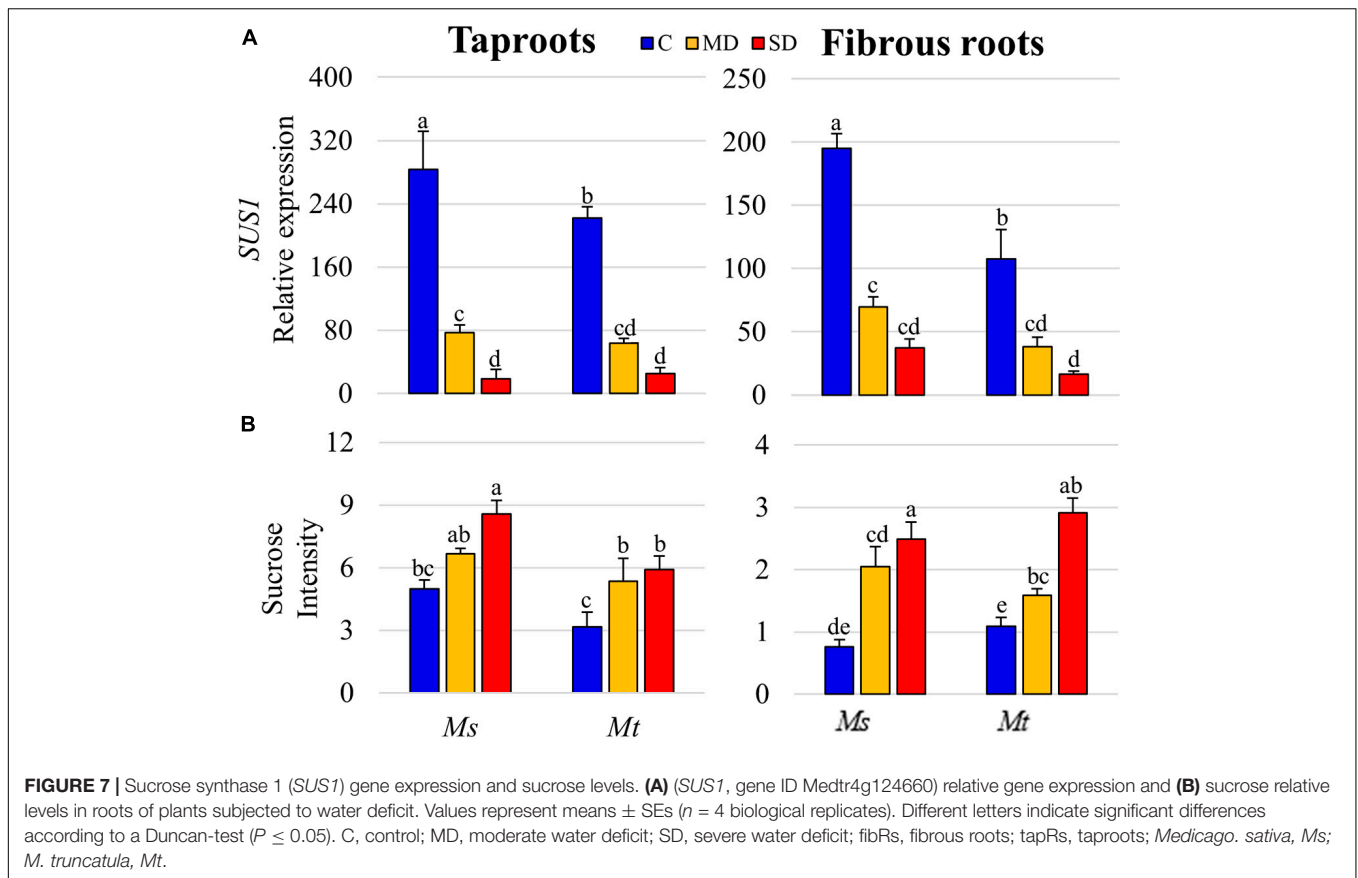 A
Taproots
C MD SD
Fibrous roots
SUS1
Relative expression
400
320
240
160
80
0
a
c
d
b
cd
d
250
200
150
100
50
0
a
c
cd
b
cd
d
B
Sucrose
Intensity
12
9
6
3
0
bc
ab
a
c
b
b
Ms
Mt
4
3
2
1
0
de
cd
a
e
bc
ab
Ms
Mt
FIGURE 7 | Sucrose synthase 1 (SUS1) gene expression and sucrose levels. (A) (SUS1, gene ID Medtr4g124660) relative gene expression and (B) sucrose relative
levels in roots of plants subjected to water deficit. Values represent means ± SEs (n = 4 biological replicates). Different letters indicate significant differences
according to a Duncan-test (P ≤ 0.05). C, control; MD, moderate water deficit; SD, severe water deficit; fibRs, fibrous roots; tapRs, taproots; Medicago. sativa, Ms;
M. truncatula, Mt.